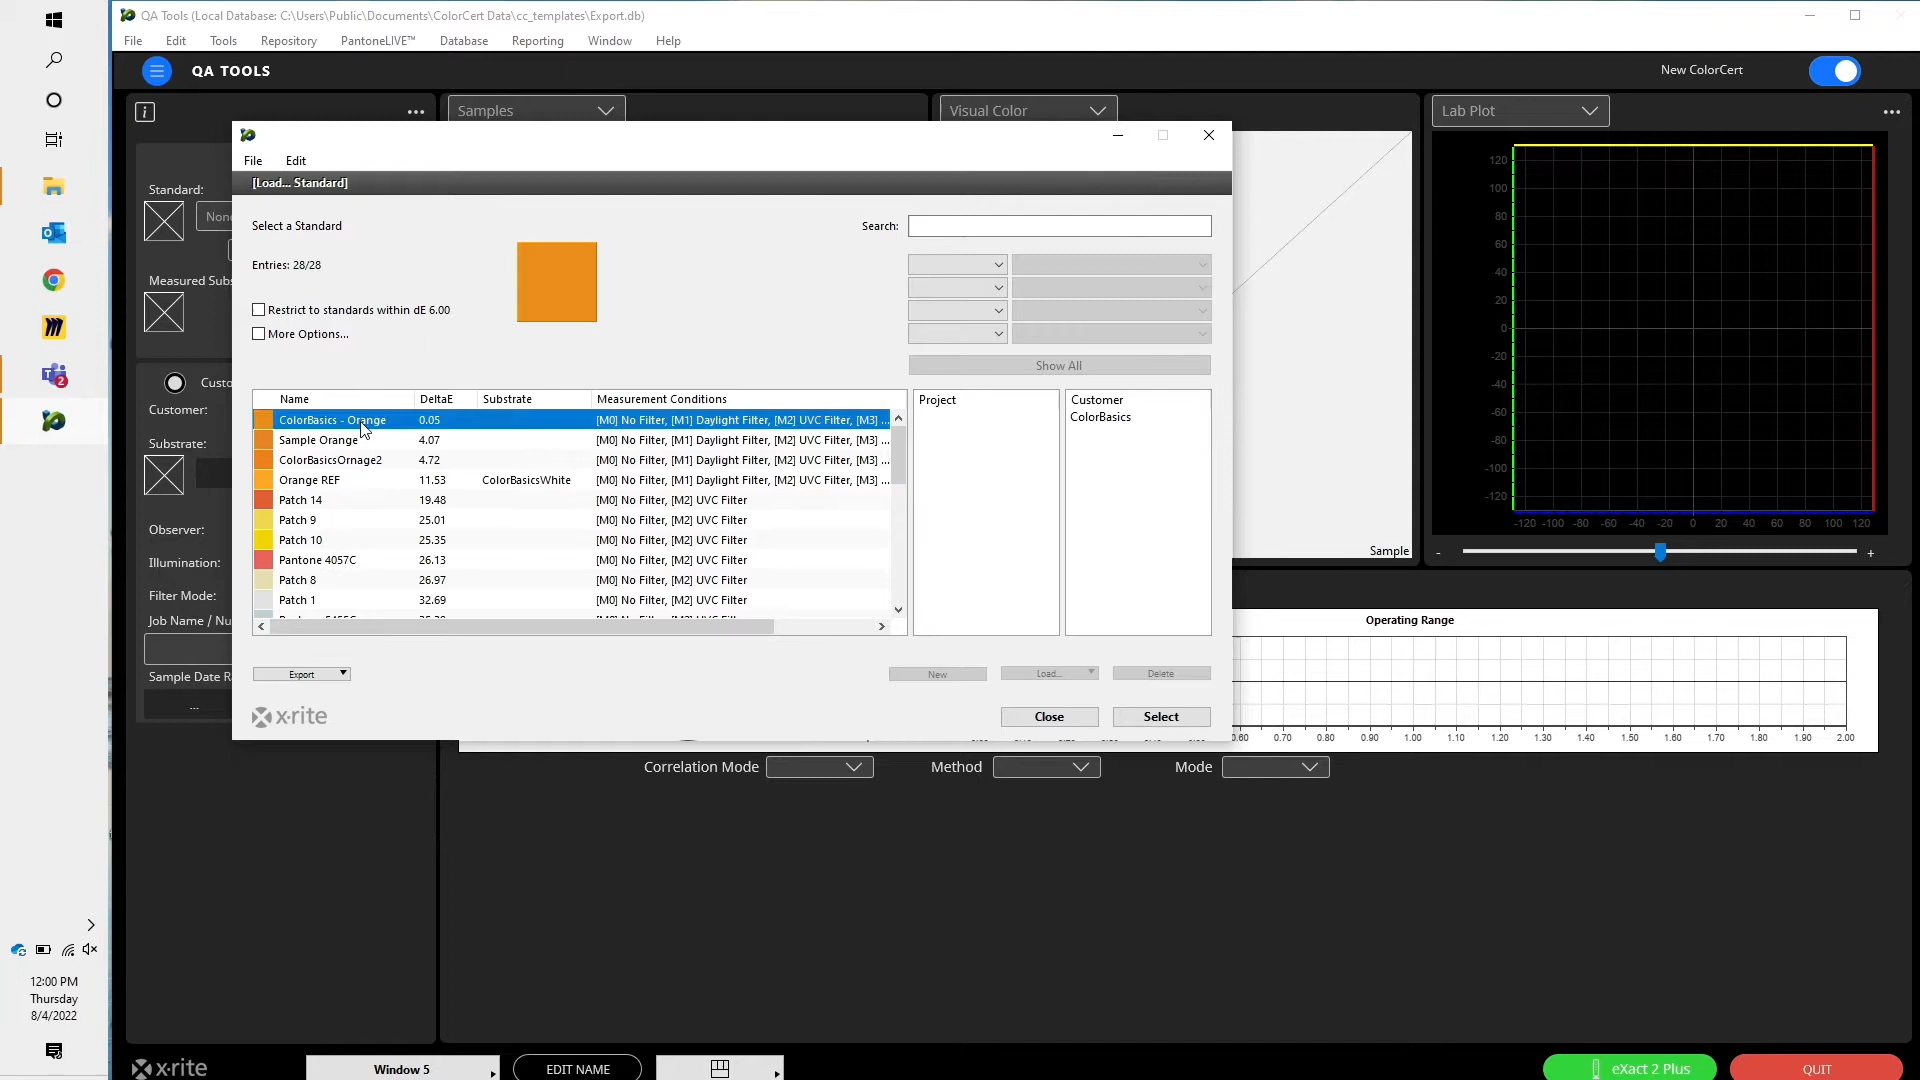 QA Tools (Local Database: C:\Users\Public\Documents\ColorCert Data\cc_templates\Export.db)
File Edit Tools Repository PantoneLIVE™ Database Reporting Window Help
QA TOOLS
New ColorCert
Samples
Visual Color
Lab Plot
Standard:
Non
Measured Subs
Custo
Customer:
Substrate:
Observer:
Illumination:
Filter Mode:
Job Name / Nu
Sample Date R
...
File Edit
[Load... Standard]
Select a Standard
Search:
Entries: 28/28
Restrict to standards within dE 6.00
More Options...
Show All
Name DeltaE Substrate Measurement Conditions
ColorBasics - Orange 0.05 [M0] No Filter, [M1] Daylight Filter, [M2] UVC Filter, [M3] ...
Sample Orange 4.07 [M0] No Filter, [M1] Daylight Filter, [M2] UVC Filter, [M3] ...
ColorBasicsOrnage2 4.72 [M0] No Filter, [M1] Daylight Filter, [M2] UVC Filter, [M3] ...
Orange REF 11.53 ColorBasicsWhite [M0] No Filter, [M1] Daylight Filter, [M2] UVC Filter, [M3] ...
Patch 14 19.48 [M0] No Filter, [M2] UVC Filter
Patch 9 25.01 [M0] No Filter, [M2] UVC Filter
Patch 10 25.35 [M0] No Filter, [M2] UVC Filter
Pantone 4057C 26.13 [M0] No Filter, [M2] UVC Filter
Patch 8 26.97 [M0] No Filter, [M2] UVC Filter
Patch 1 32.69 [M0] No Filter, [M2] UVC Filter
Project
Customer
ColorBasics
Export
New
Load...
Delete
x-rite
Close
Select
120
100
80
60
40
20
0
-20
-40
-60
-80
-100
-120
-120 -100 -80 -60 -40 -20 0 20 40 60 80 100 120
- +
Sample
Operating Range
0.60 0.70 0.80 0.90 1.00 1.10 1.20 1.30 1.40 1.50 1.60 1.70 1.80 1.90 2.00
Correlation Mode
Method
Mode
2
12:00 PM
Thursday
8/4/2022
x-rite
Window 5
EDIT NAME
eXact 2 Plus
QUIT